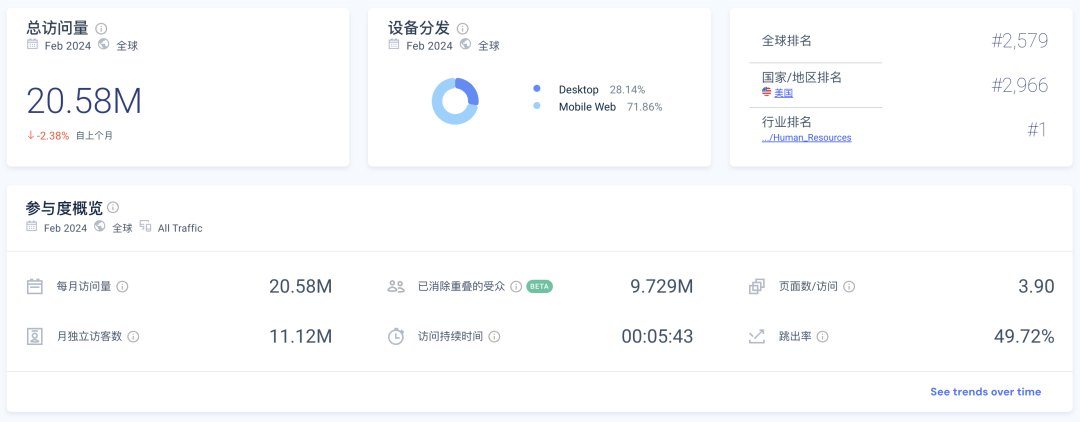 总访问量
Feb 2024 全球
20.58M
↓ -2.38% 自上个月
设备分发
Feb 2024 全球
Desktop 28.14%
Mobile Web 71.86%
全球排名 #2,579
国家/地区排名 #2,966
美国
行业排名 #1
.../Human_Resources
参与度概览
Feb 2024 全球 All Traffic
每月访问量 20.58M
已消除重叠的受众 BETA 9.729M
页面数/访问 3.90
月独立访客数 11.12M
访问持续时间 00:05:43
跳出率 49.72%
See trends over time